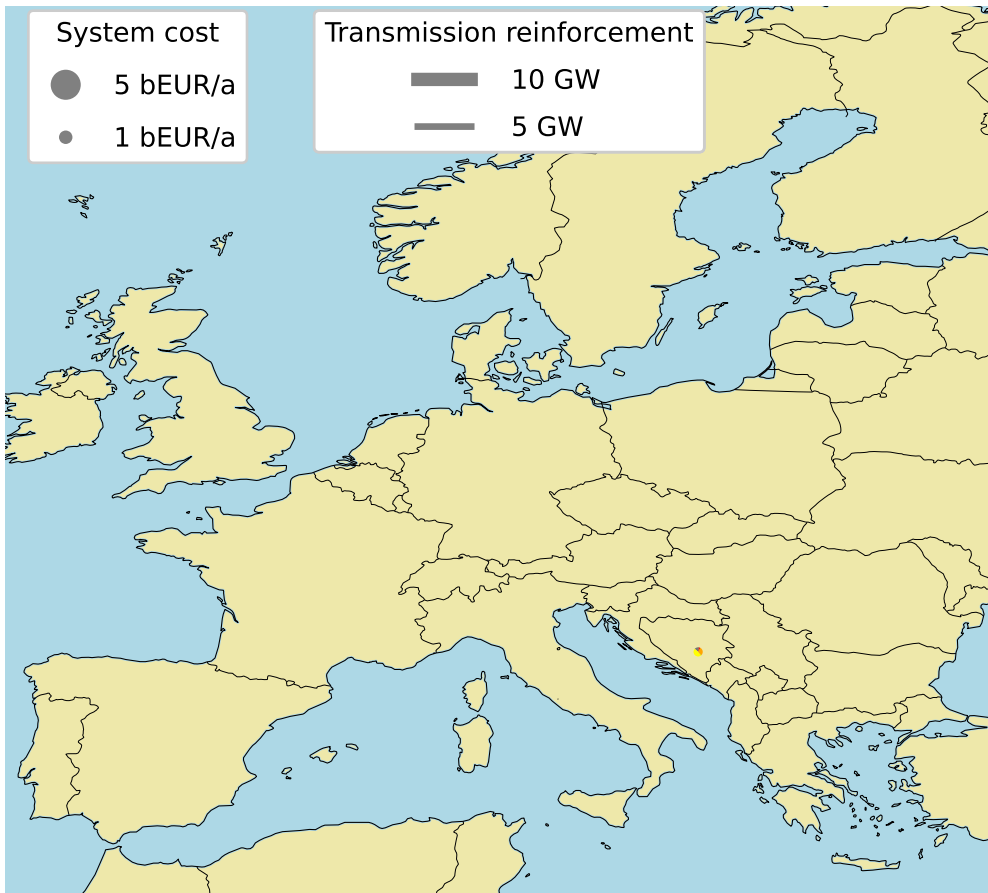 System cost
5 bEUR/a
1 bEUR/a
Transmission reinforcement
10 GW
5 GW